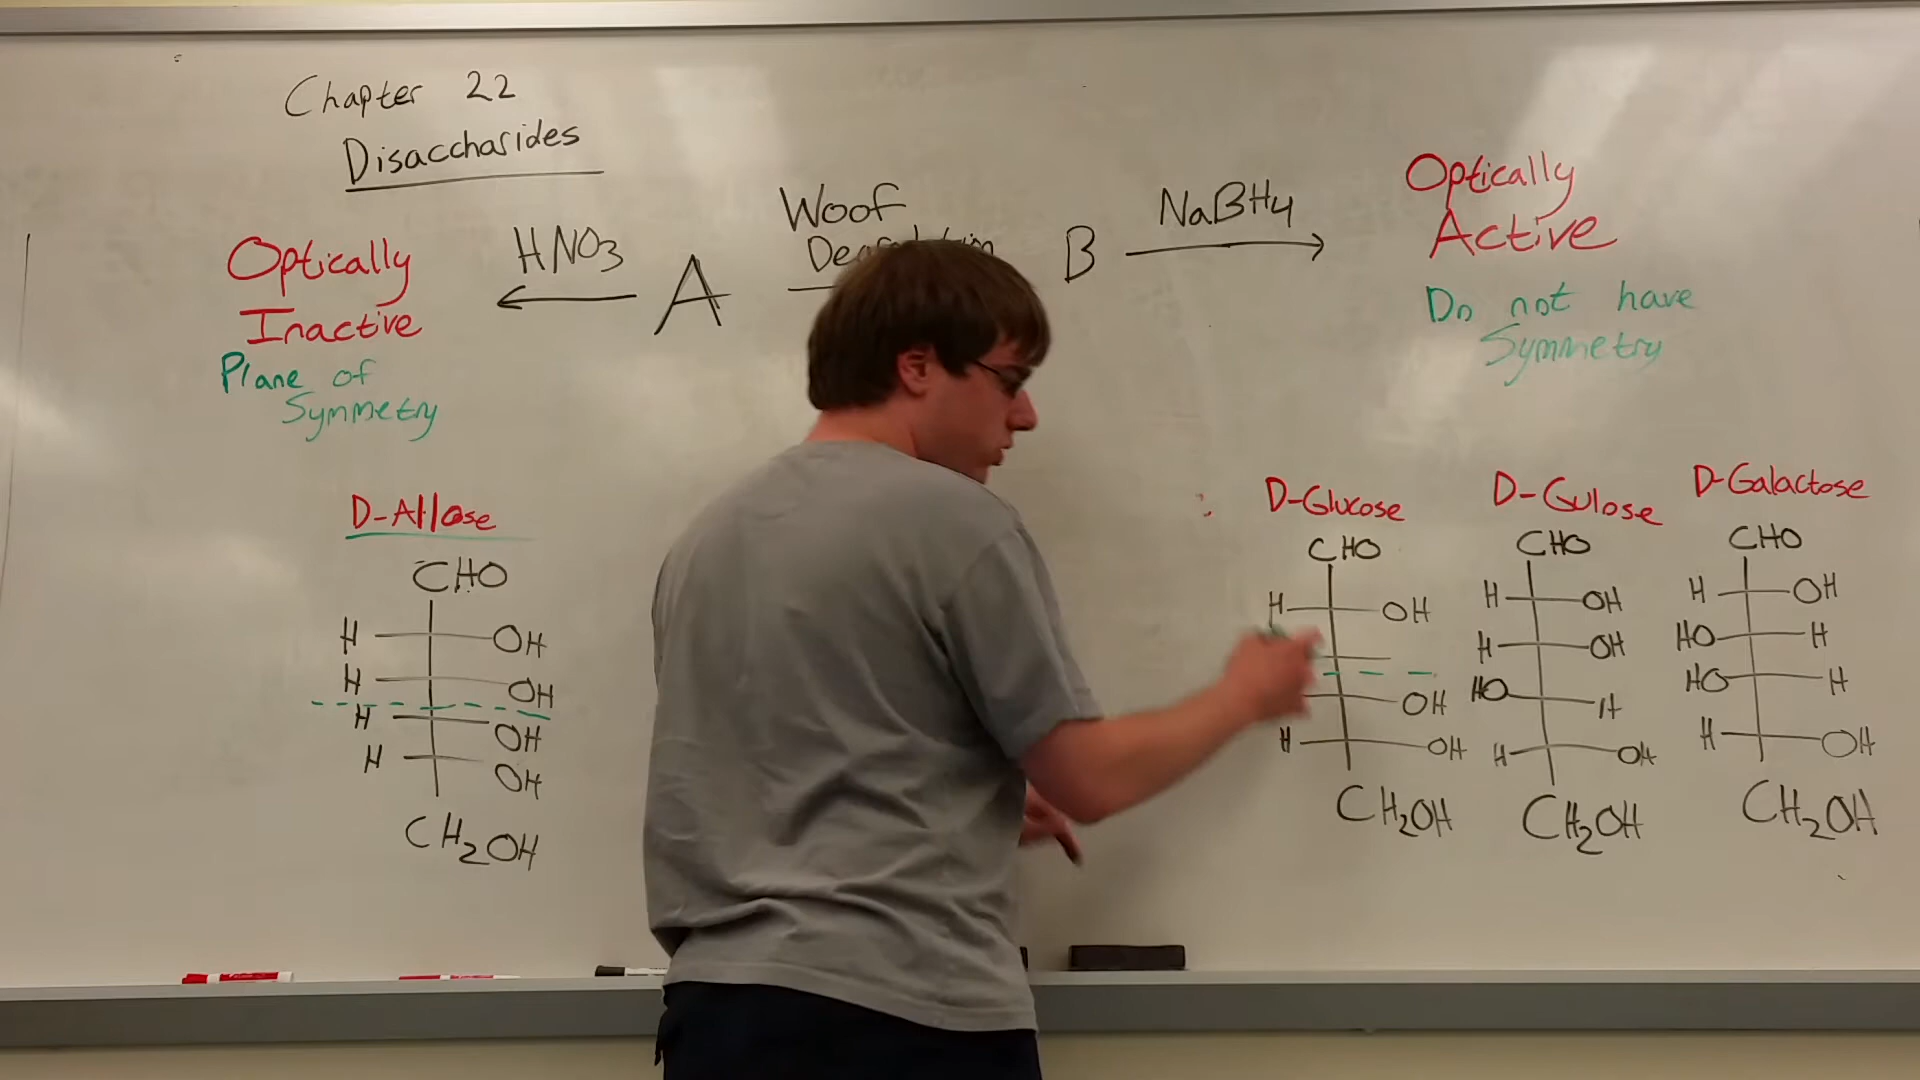 Chapter 22
Disaccharides
Optically
Inactive
Plane of
Symmetry
HNO3
A
Woof
B
NaBH4
Optically
Active
Do not have
Symmetry
D-Allose
CHO
H OH
H OH
H OH
H OH
CH2OH
D-Glucose
CHO
H OH
OH
H OH
CH2OH
D-Gulose
CHO
H OH
H OH
HO H
H OH
CH2OH
D-Galactose
CHO
H OH
HO H
HO H
H OH
CH2OH